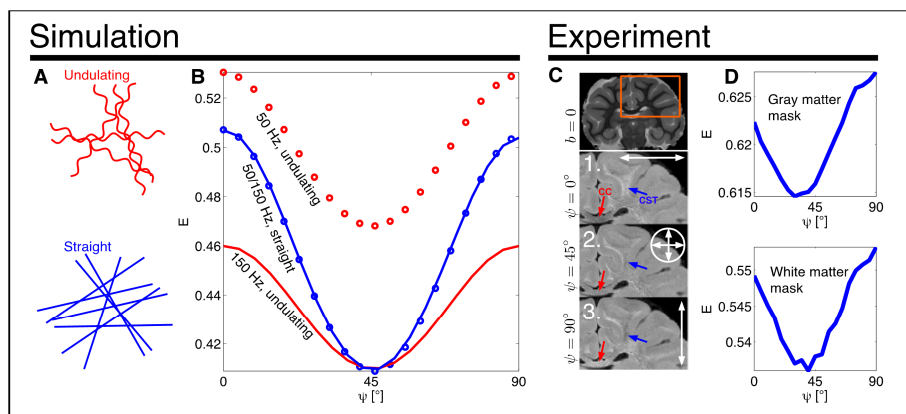 Simulation
Experiment
A
Undulating
Straight
B
E
0.52
0.5
0.48
0.46
0.44
0.42
0
45
90
ψ [°]
50 Hz, undulating
50/150 Hz, straight
150 Hz, undulating
C
b = 0
1.
ψ = 0°
CC
CST
2.
ψ = 45°
3.
ψ = 90°
D
E
0.625
0.62
0.615
Gray matter
mask
0
45
90
ψ [°]
E
0.55
0.545
0.54
White matter
mask
0
45
90
ψ [°]